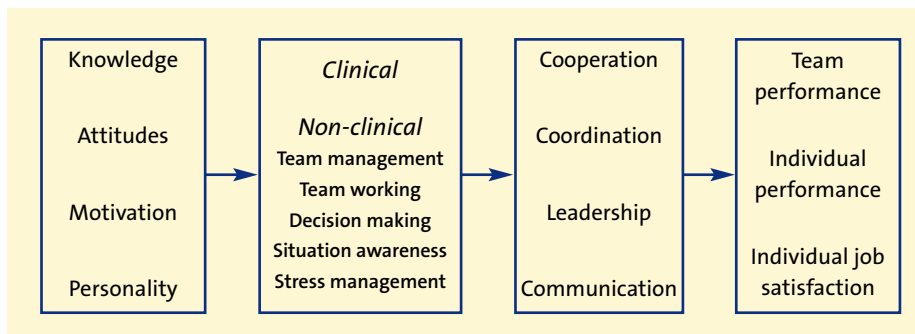 Knowledge
Attitudes
Motivation
Personality
Clinical
Non-clinical
Team management
Team working
Decision making
Situation awareness
Stress management
Cooperation
Coordination
Leadership
Communication
Team
performance
Individual
performance
Individual job
satisfaction